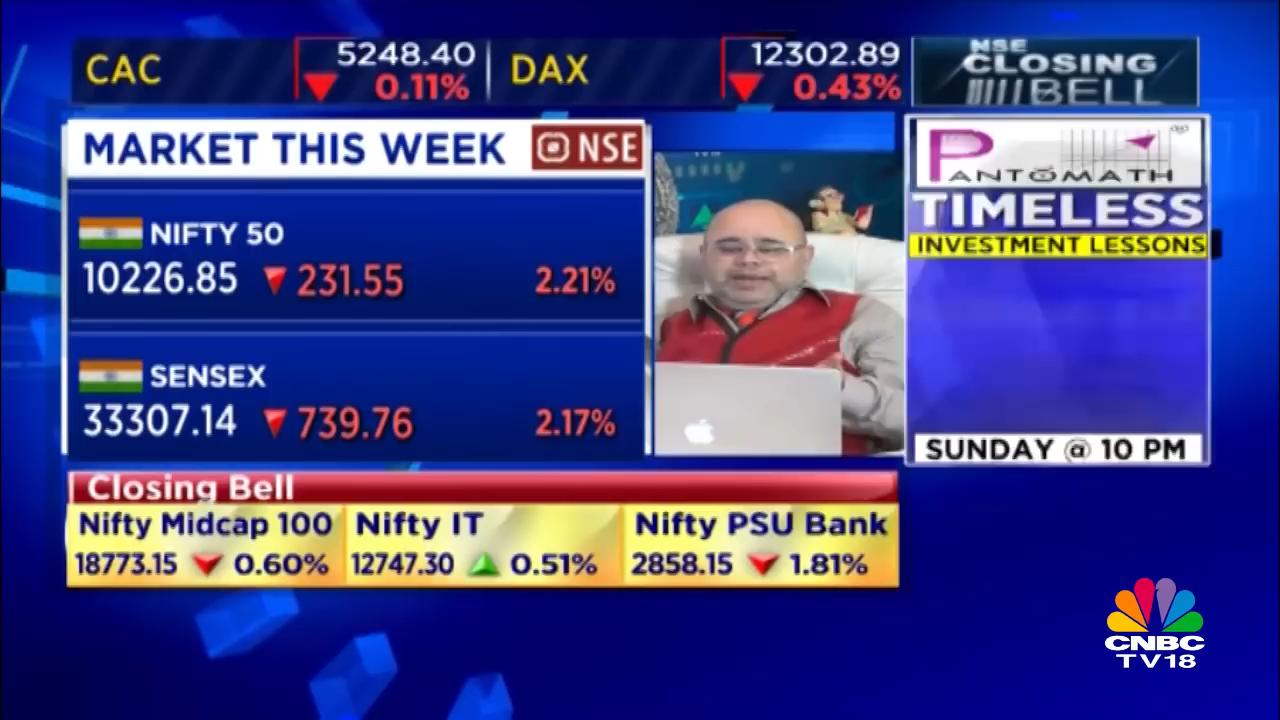 CAC
5248.40
▼ 0.11%
DAX
12302.89
▼ 0.43%
NSE
CLOSING
BELL
MARKET THIS WEEK
NSE
NIFTY 50
10226.85 ▼ 231.55 2.21%
SENSEX
33307.14 ▼ 739.76 2.17%
PANTOMATH
TIMELESS
INVESTMENT LESSONS
SUNDAY @ 10 PM
Closing Bell
Nifty Midcap 100
18773.15 ▼ 0.60%
Nifty IT
12747.30 ▲ 0.51%
Nifty PSU Bank
2858.15 ▼ 1.81%
CNBC
TV18